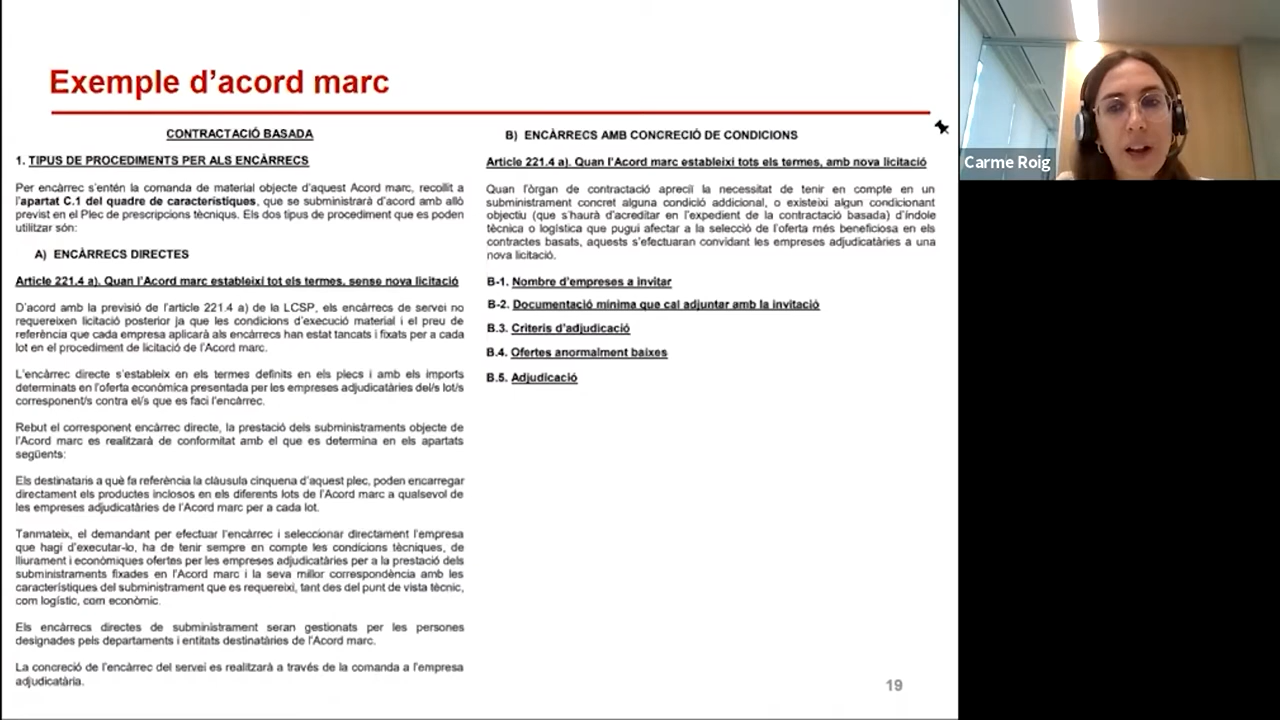 Exemple d'acord marc
CONTRACTACIÓ BASADA
1. TIPUS DE PROCEDIMENTS PER ALS ENCÀRRECS
Per encàrrec s'entén la comanda de material objecte d'aquest Acord marc, recollit a
l'apartat C.1 del quadre de característiques, que se subministrarà d'acord amb allò
previst en el Plec de prescripcions tècniques. Els dos tipus de procediment que es poden
utilitzar són:
A) ENCÀRRECS DIRECTES
Article 221.4 a). Quan l'Acord marc estableixi tot els termes, sense nova licitació
D'acord amb la previsió de l'article 221.4 a) de la LCSP, els encàrrecs de servei no
requereixen licitació posterior ja que les condicions d'execució material i el preu de
referència que cada empresa aplicarà als encàrrecs han estat tancats i fixats per a cada
lot en el procediment de licitació de l'Acord marc.
L'encàrrec directe s'estableix en els termes definits en els plecs i amb els imports
determinats en l'oferta econòmica presentada per les empreses adjudicatàries del/s lot/s
corresponent/s contra el/s que es faci l'encàrrec.
Rebut el corresponent encàrrec directe, la prestació dels subministraments objecte de
l'Acord marc es realitzarà de conformitat amb el que es determina en els apartats
següents:
Els destinataris a què fa referència la clàusula cinquena d'aquest plec, poden encarregar
directament els productes inclosos en els diferents lots de l'Acord marc a qualsevol de
les empreses adjudicatàries de l'Acord marc per a cada lot.
Tanmateix, el demandant per efectuar l'encàrrec i seleccionar directament l'empresa
que hagi d'executar-lo, ha de tenir sempre en compte les condicions tècniques, de
lliurament i econòmiques ofertes per les empreses adjudicatàries per a la prestació dels
subministraments fixades en l'Acord marc i la seva millor correspondència amb les
característiques del subministrament que es requereixi, tant des del punt de vista tècnic,
com logístic, com econòmic.
Els encàrrecs directes de subministrament seran gestionats per les persones
designades pels departaments i entitats destinatàries de l'Acord marc.
La concreció de l'encàrrec del servei es realitzarà a través de la comanda a l'empresa
adjudicatària.
B) ENCÀRRECS AMB CONCRECIÓ DE CONDICIONS
Article 221.4 a). Quan l'Acord marc estableixi tots els termes, amb nova licitació
Quan l'òrgan de contractació apreciï la necessitat de tenir en compte en un
subministrament concret alguna condició addicional, o existeixi algun condicionant
objectiu (que s'haurà d'acreditar en l'expedient de la contractació basada) d'índole
tècnica o logística que pugui afectar a la selecció de l'oferta més beneficiosa en els
contractes basats, aquests s'efectuaran convidant les empreses adjudicatàries a una
nova licitació.
B-1. Nombre d'empreses a invitar
B-2. Documentació mínima que cal adjuntar amb la invitació
B.3. Criteris d'adjudicació
B.4. Ofertes anormalment baixes
B.5. Adjudicació
19
Carme Roig